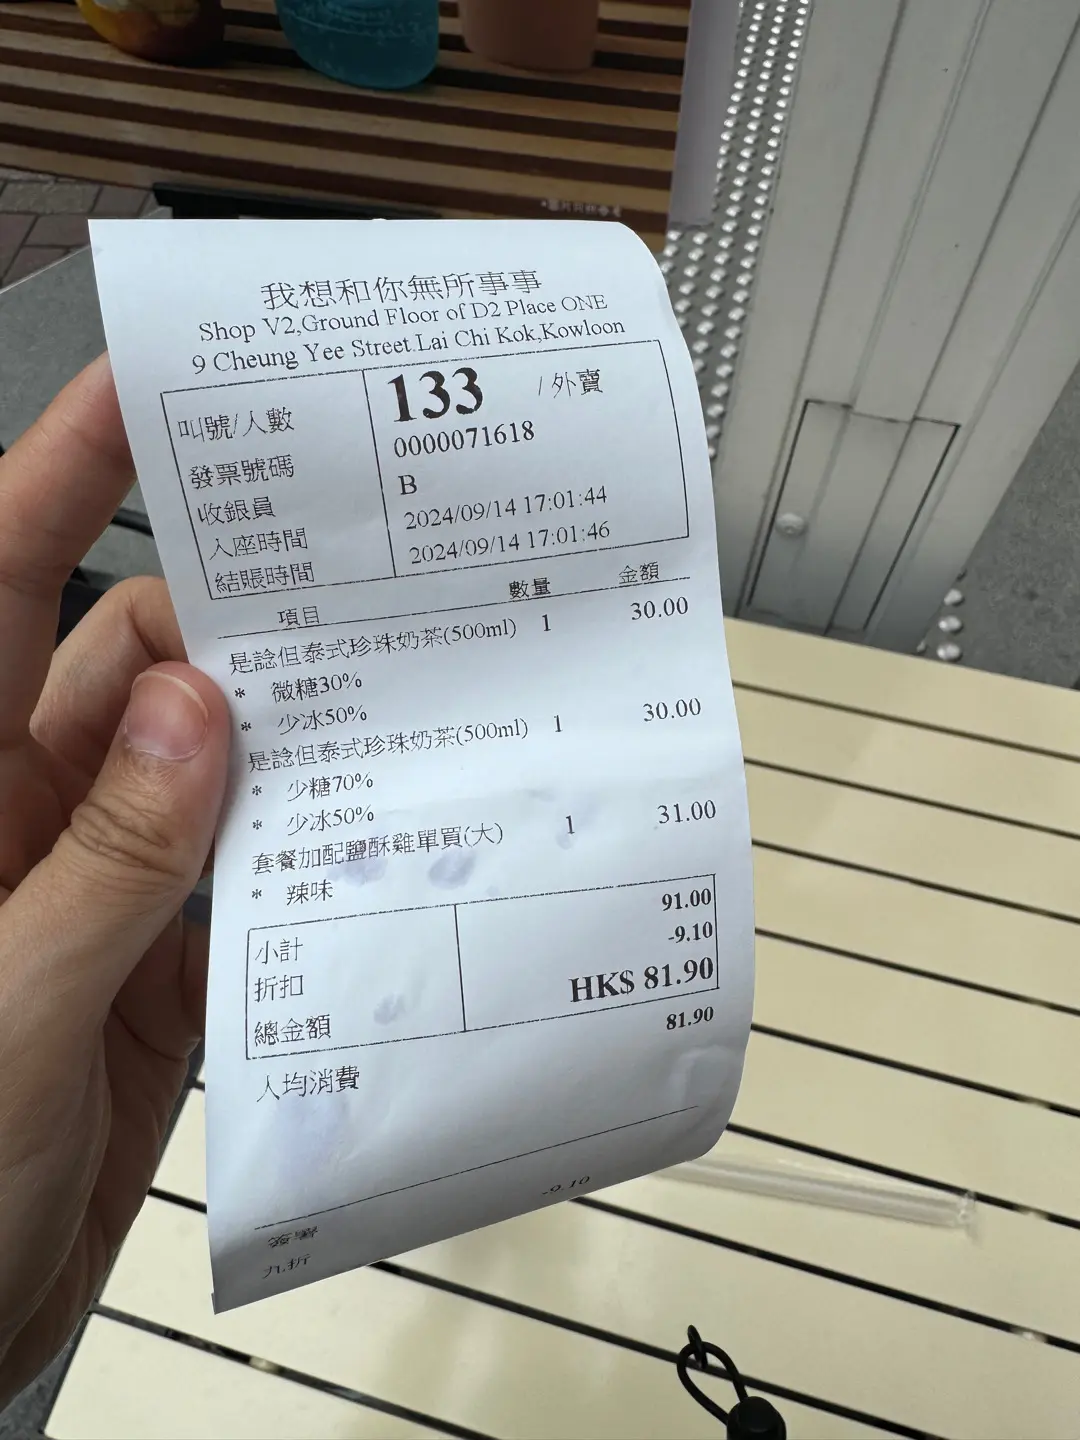 我想和你無所事事
Shop V2,Ground Floor of D2 Place ONE
9 Cheung Yee Street.Lai Chi Kok,Kowloon
叫號/人數 133 /外賣
發票號碼 0000071618
收銀員 B
入座時間 2024/09/14 17:01:44
結賬時間 2024/09/14 17:01:46
項目 數量 金額
是諗但泰式珍珠奶茶(500ml) 1 30.00
* 微糖30%
* 少冰50%
是諗但泰式珍珠奶茶(500ml) 1 30.00
* 少糖70%
* 少冰50%
套餐加配鹽酥雞單買(大) 1 31.00
* 辣味
小計 91.00
折扣 -9.10
總金額 HK$ 81.90
人均消費 81.90
簽署
九折 -9.10